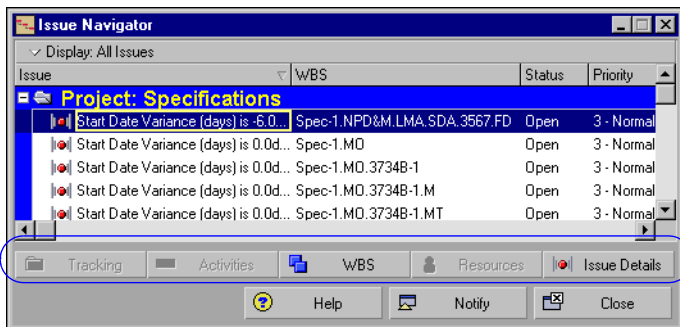 Issue Navigator
Display: All Issues
Issue WBS Status Priority
Project: Specifications
Start Date Variance (days) is -6.0... Spec-1.NPD&M.LMA.SDA.3567.FD Open 3 - Normal
Start Date Variance (days) is 0.0d... Spec-1.MO Open 3 - Normal
Start Date Variance (days) is 0.0d... Spec-1.MO.3734B-1 Open 3 - Normal
Start Date Variance (days) is 0.0d... Spec-1.MO.3734B-1.M Open 3 - Normal
Start Date Variance (days) is 0.0d... Spec-1.MO.3734B-1.MT Open 3 - Normal
Tracking Activities WBS Resources Issue Details
Help Notify Close